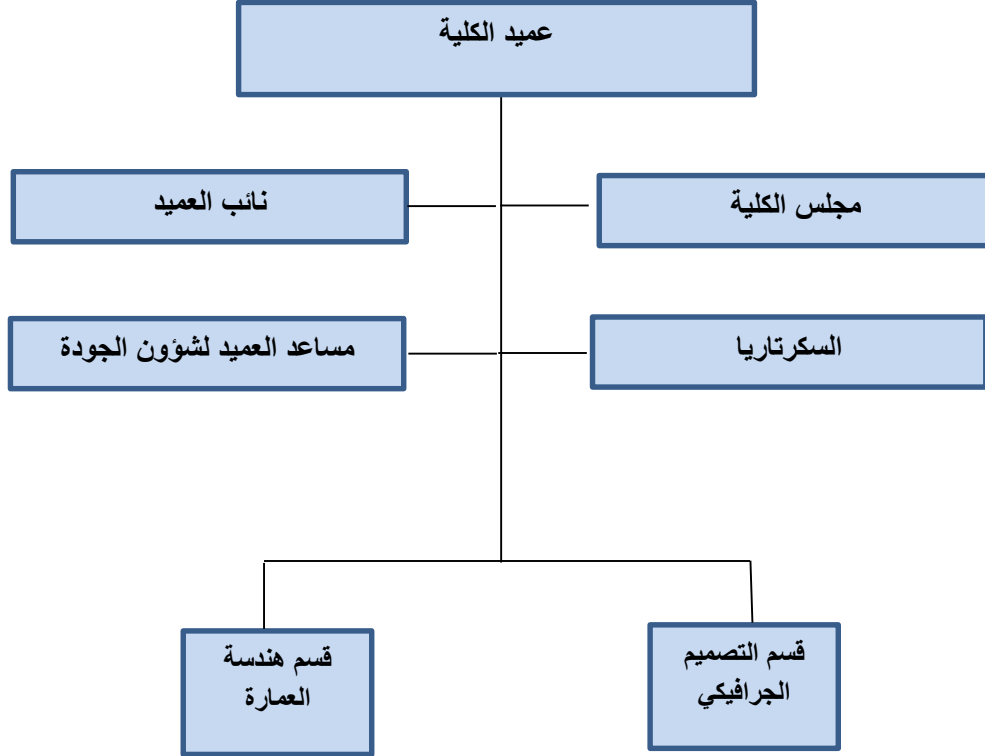 عميد الكلية
مجلس الكلية
نائب العميد
السكرتاريا
مساعد العميد لشؤون الجودة
قسم التصميم
الجرافيكي
قسم هندسة
العمارة